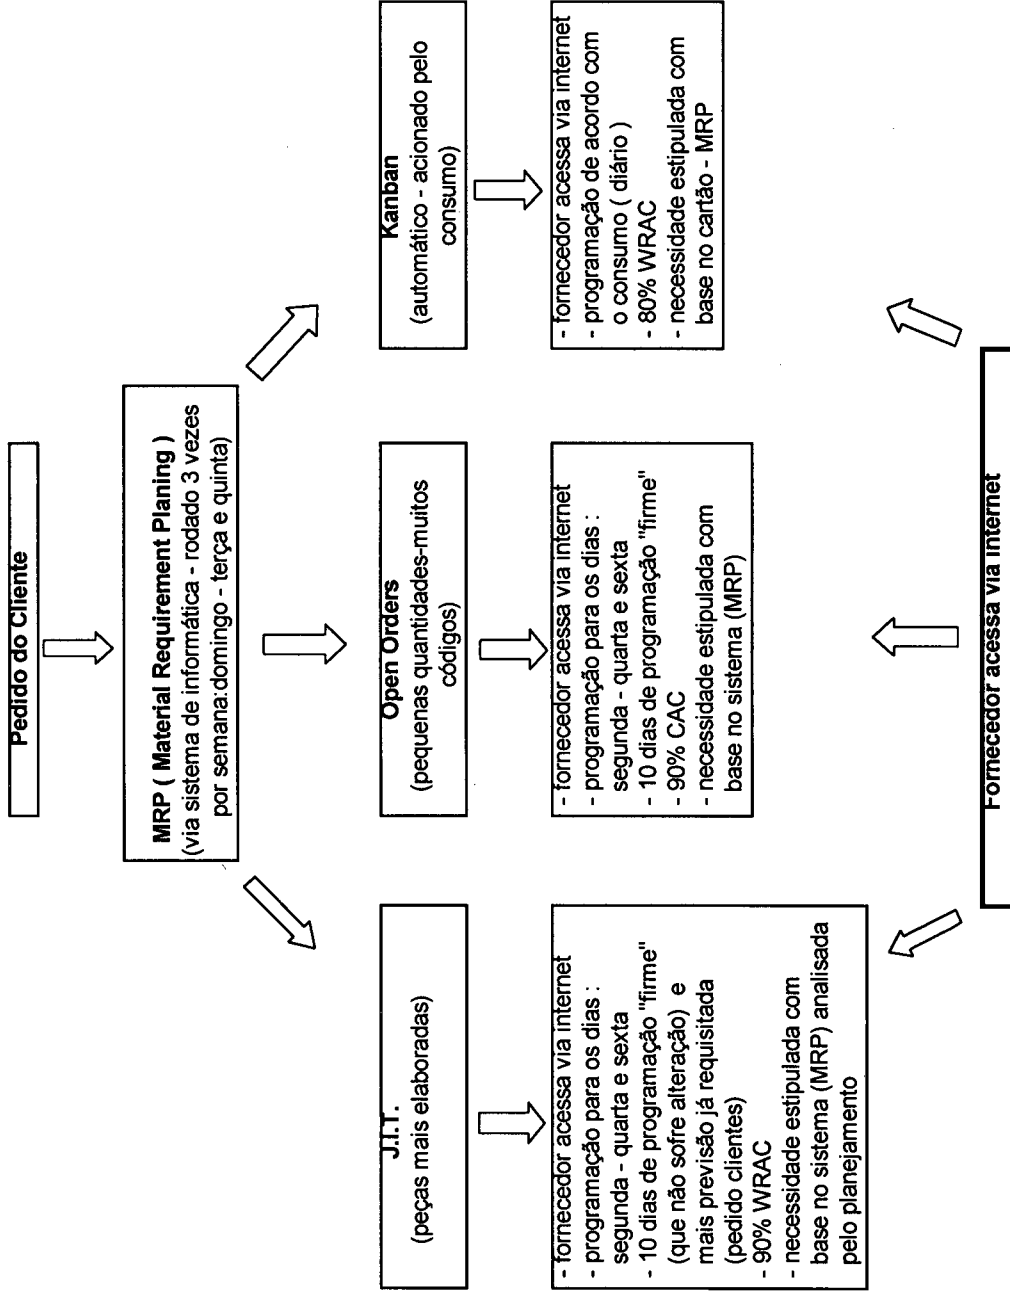 Pedido do Cliente
MRP ( Material Requirement Planing )
(via sistema de informática - rodado 3 vezes
por semana:domingo - terça e quinta)
J.I.T.
(peças mais elaboradas)
Open Orders
(pequenas quantidades-muitos
códigos)
Kanban
(automático - acionado pelo
consumo)
- fornecedor acessa via internet
- programação para os dias :
segunda - quarta e sexta
- 10 dias de programação "firme"
(que não sofre alteração) e
mais previsão já requisitada
(pedido clientes)
- 90% WRAC
- necessidade estipulada com
base no sistema (MRP) analisada
pelo planejamento
- fornecedor acessa via internet
- programação para os dias :
segunda - quarta e sexta
- 10 dias de programação "firme"
- 90% CAC
- necessidade estipulada com
base no sistema (MRP)
- fornecedor acessa via internet
- programação de acordo com
o consumo ( diário )
- 80% WRAC
- necessidade estipulada com
base no cartão - MRP
Fornecedor acessa via internet